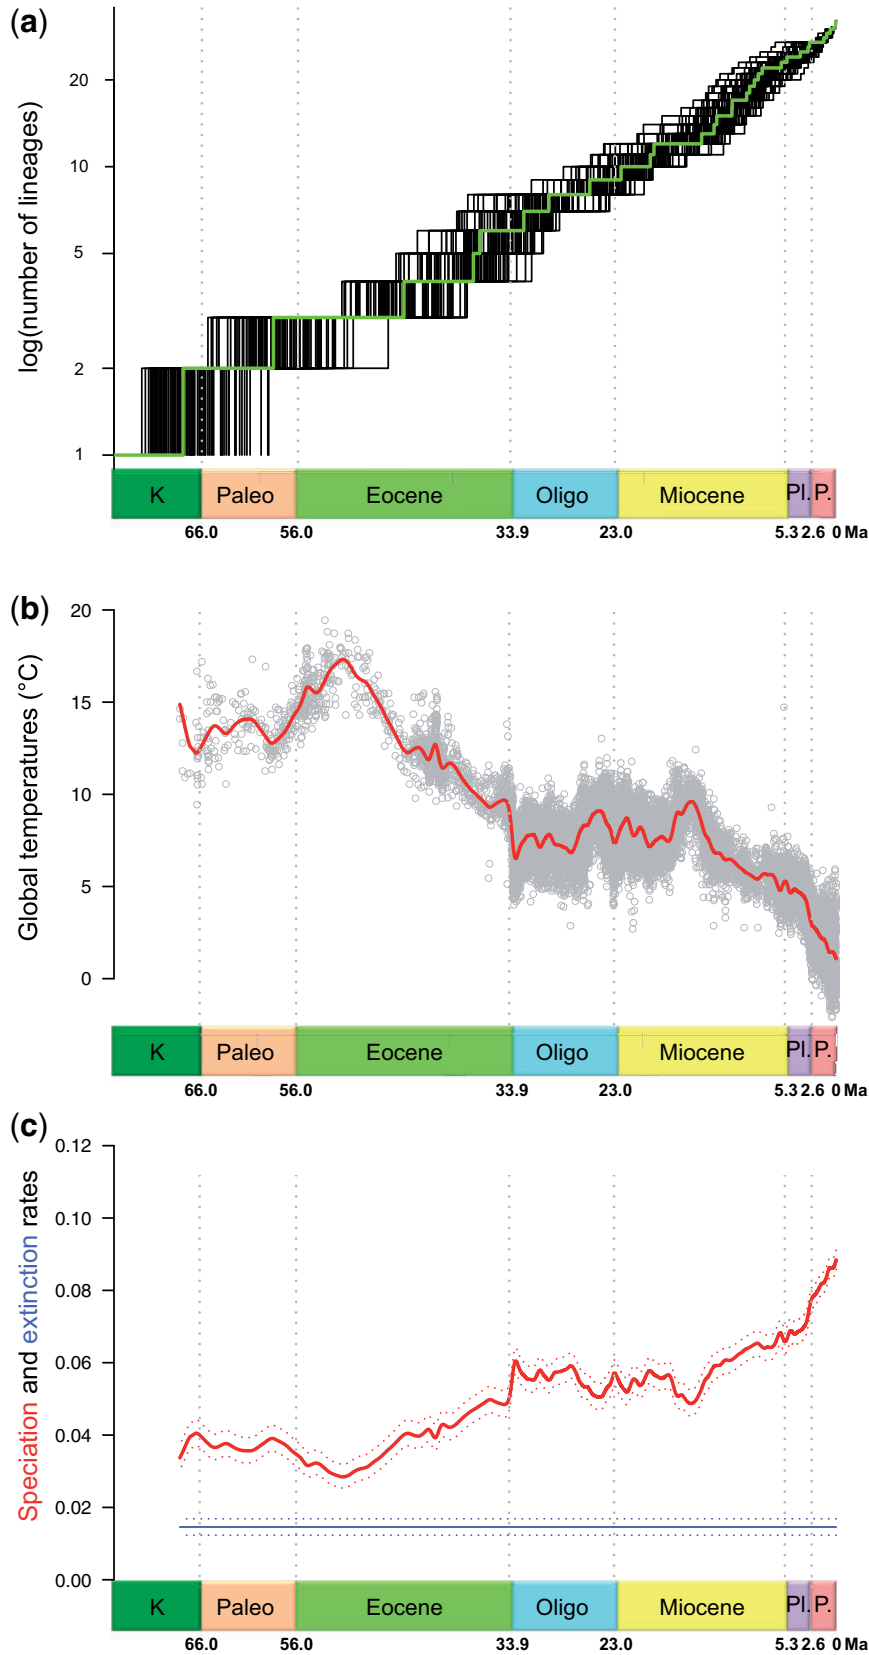 (a)
log(number of lineages)
20
10
5
2
1
K Paleo Eocene Oligo Miocene Pl. P.
66.0 56.0 33.9 23.0 5.3 2.6 0 Ma
(b)
Global temperatures (°C)
20
15
10
5
0
K Paleo Eocene Oligo Miocene Pl. P.
66.0 56.0 33.9 23.0 5.3 2.6 0 Ma
(c)
Speciation and extinction rates
0.12
0.10
0.08
0.06
0.04
0.02
0.00
K Paleo Eocene Oligo Miocene Pl. P.
66.0 56.0 33.9 23.0 5.3 2.6 0 Ma